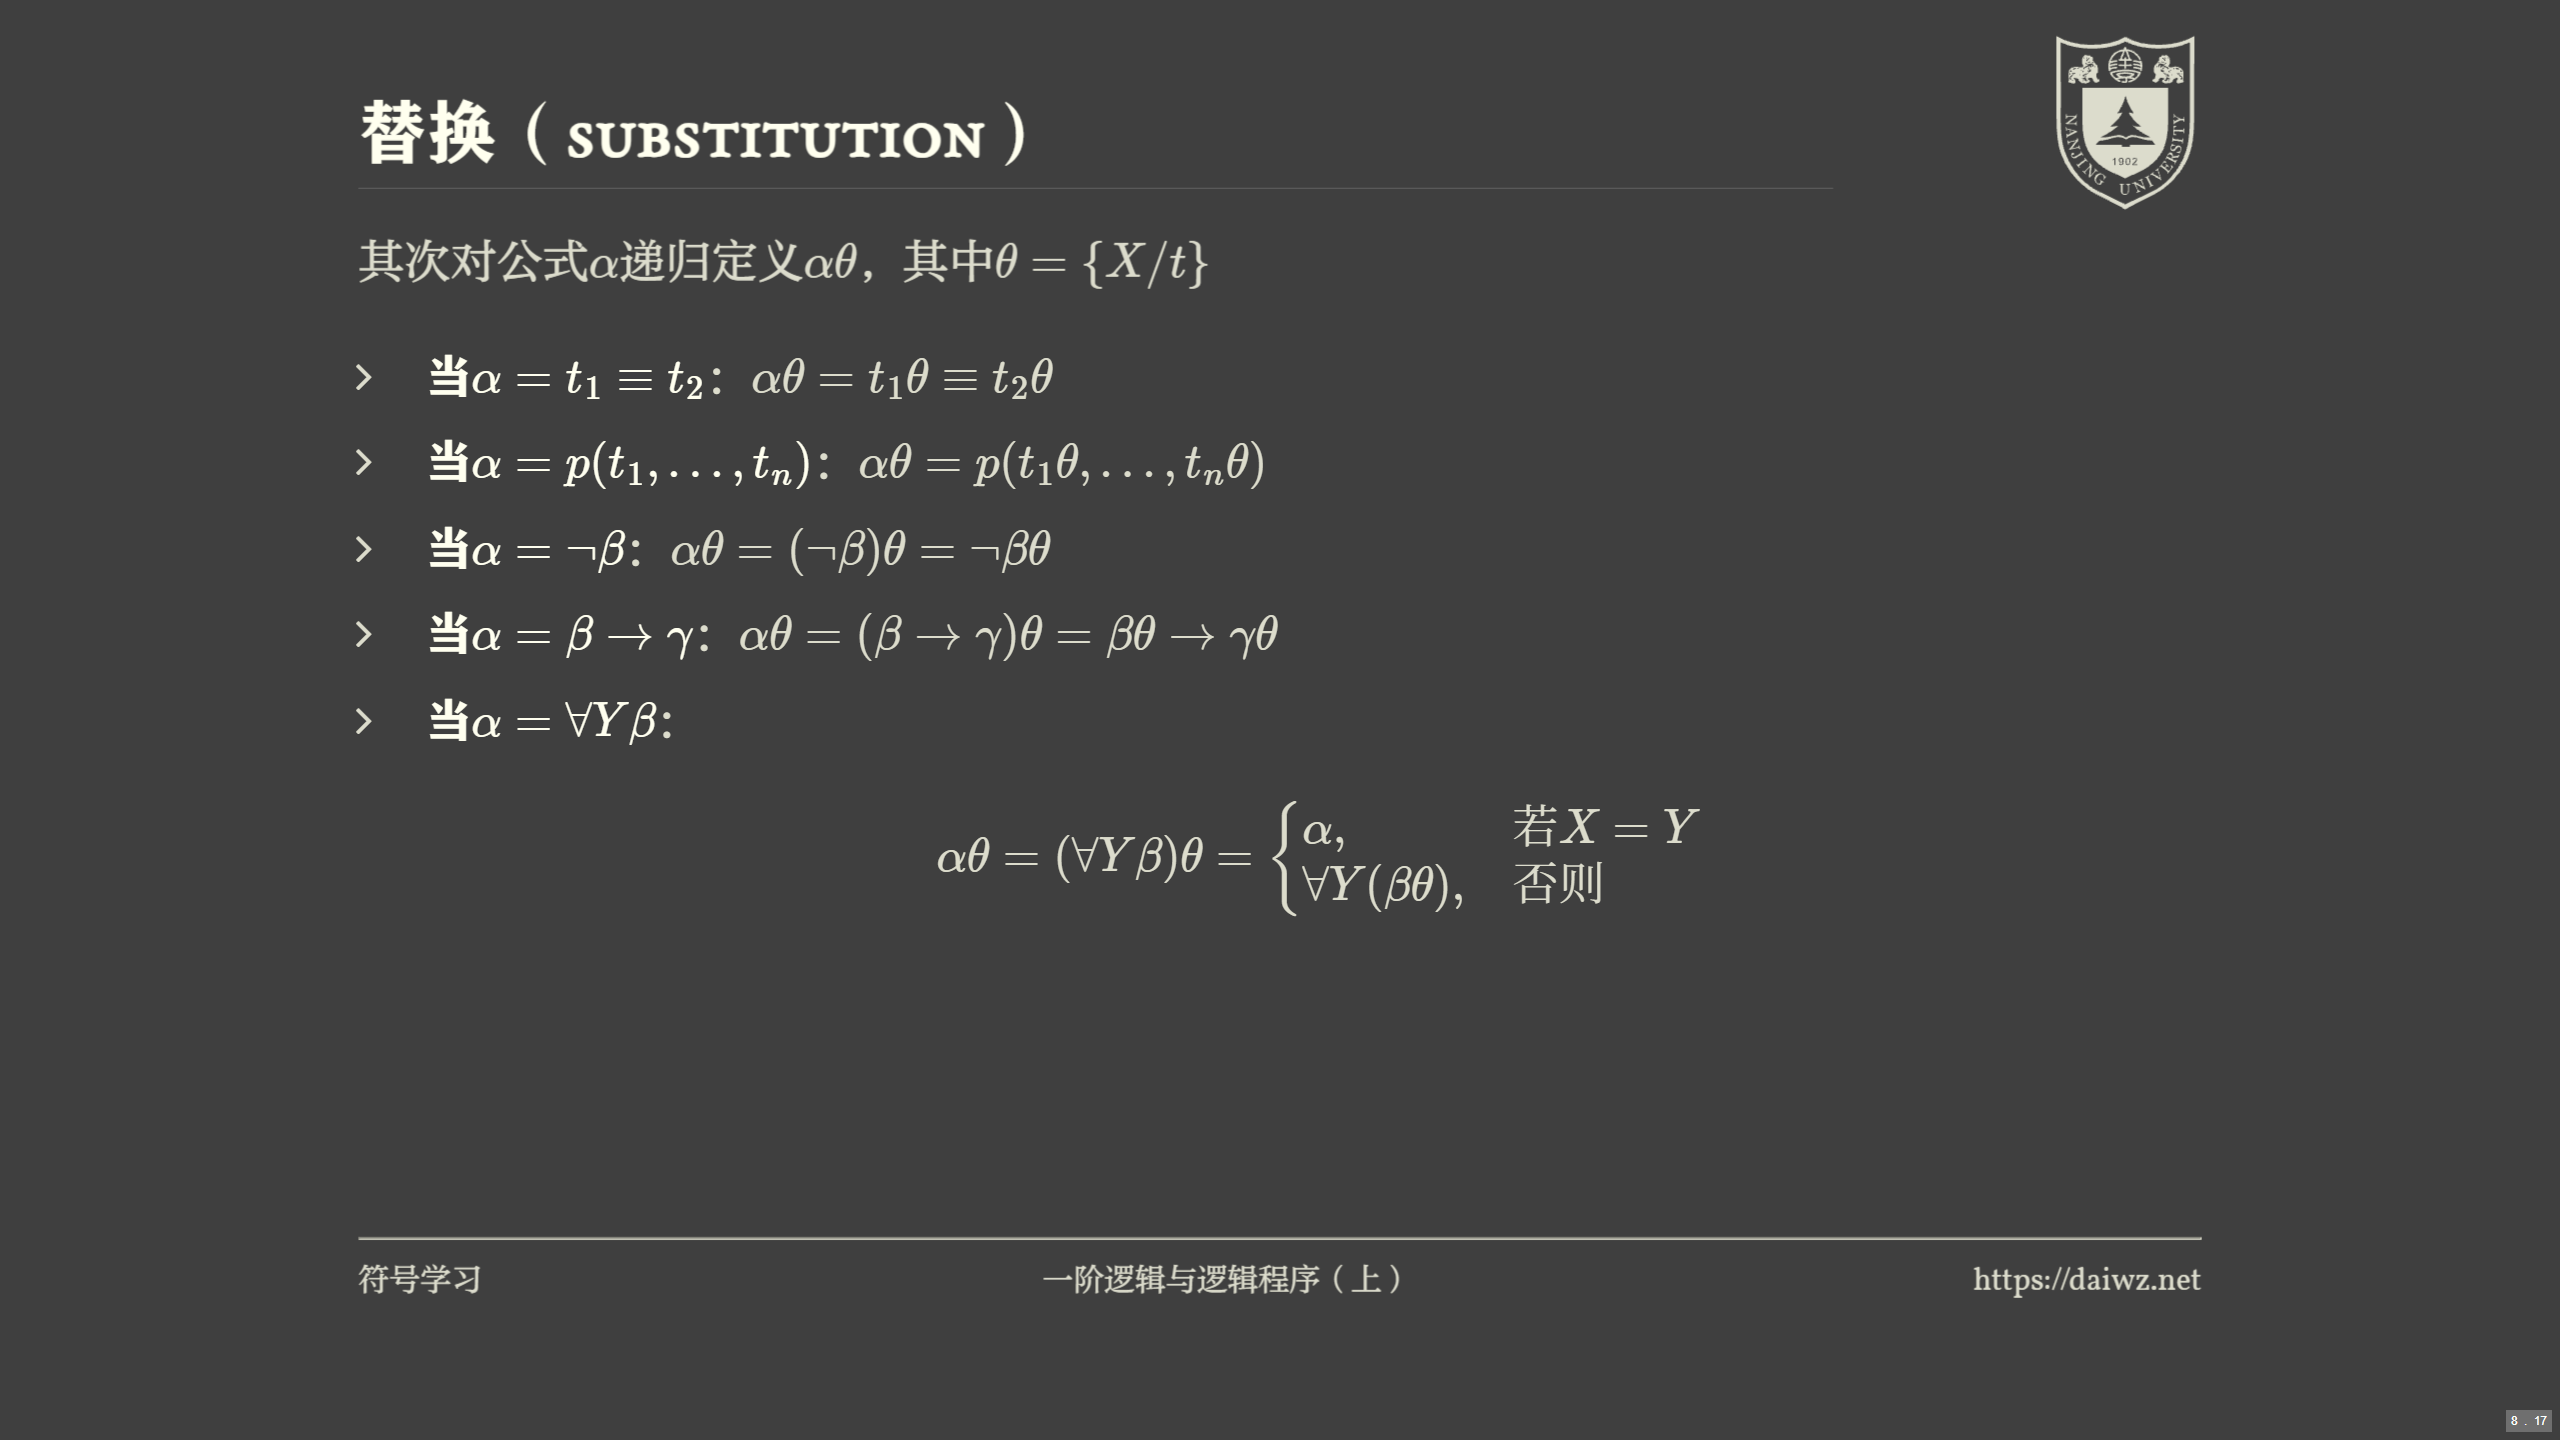 替换（SUBSTITUTION）
NANJING UNIVERSITY
1902
其次对公式α递归定义αθ，其中θ = {X/t}
当α = t₁ ≡ t₂：αθ = t₁θ ≡ t₂θ
当α = p(t₁, . . . , tₙ)：αθ = p(t₁θ, . . . , tₙθ)
当α = ¬β：αθ = (¬β)θ = ¬βθ
当α = β → γ：αθ = (β → γ)θ = βθ → γθ
当α = ∀Yβ：
αθ = (∀Yβ)θ = { α, 若X = Y
∀Y(βθ), 否则
符号学习 一阶逻辑与逻辑程序（上） https://daiwz.net
8 . 17